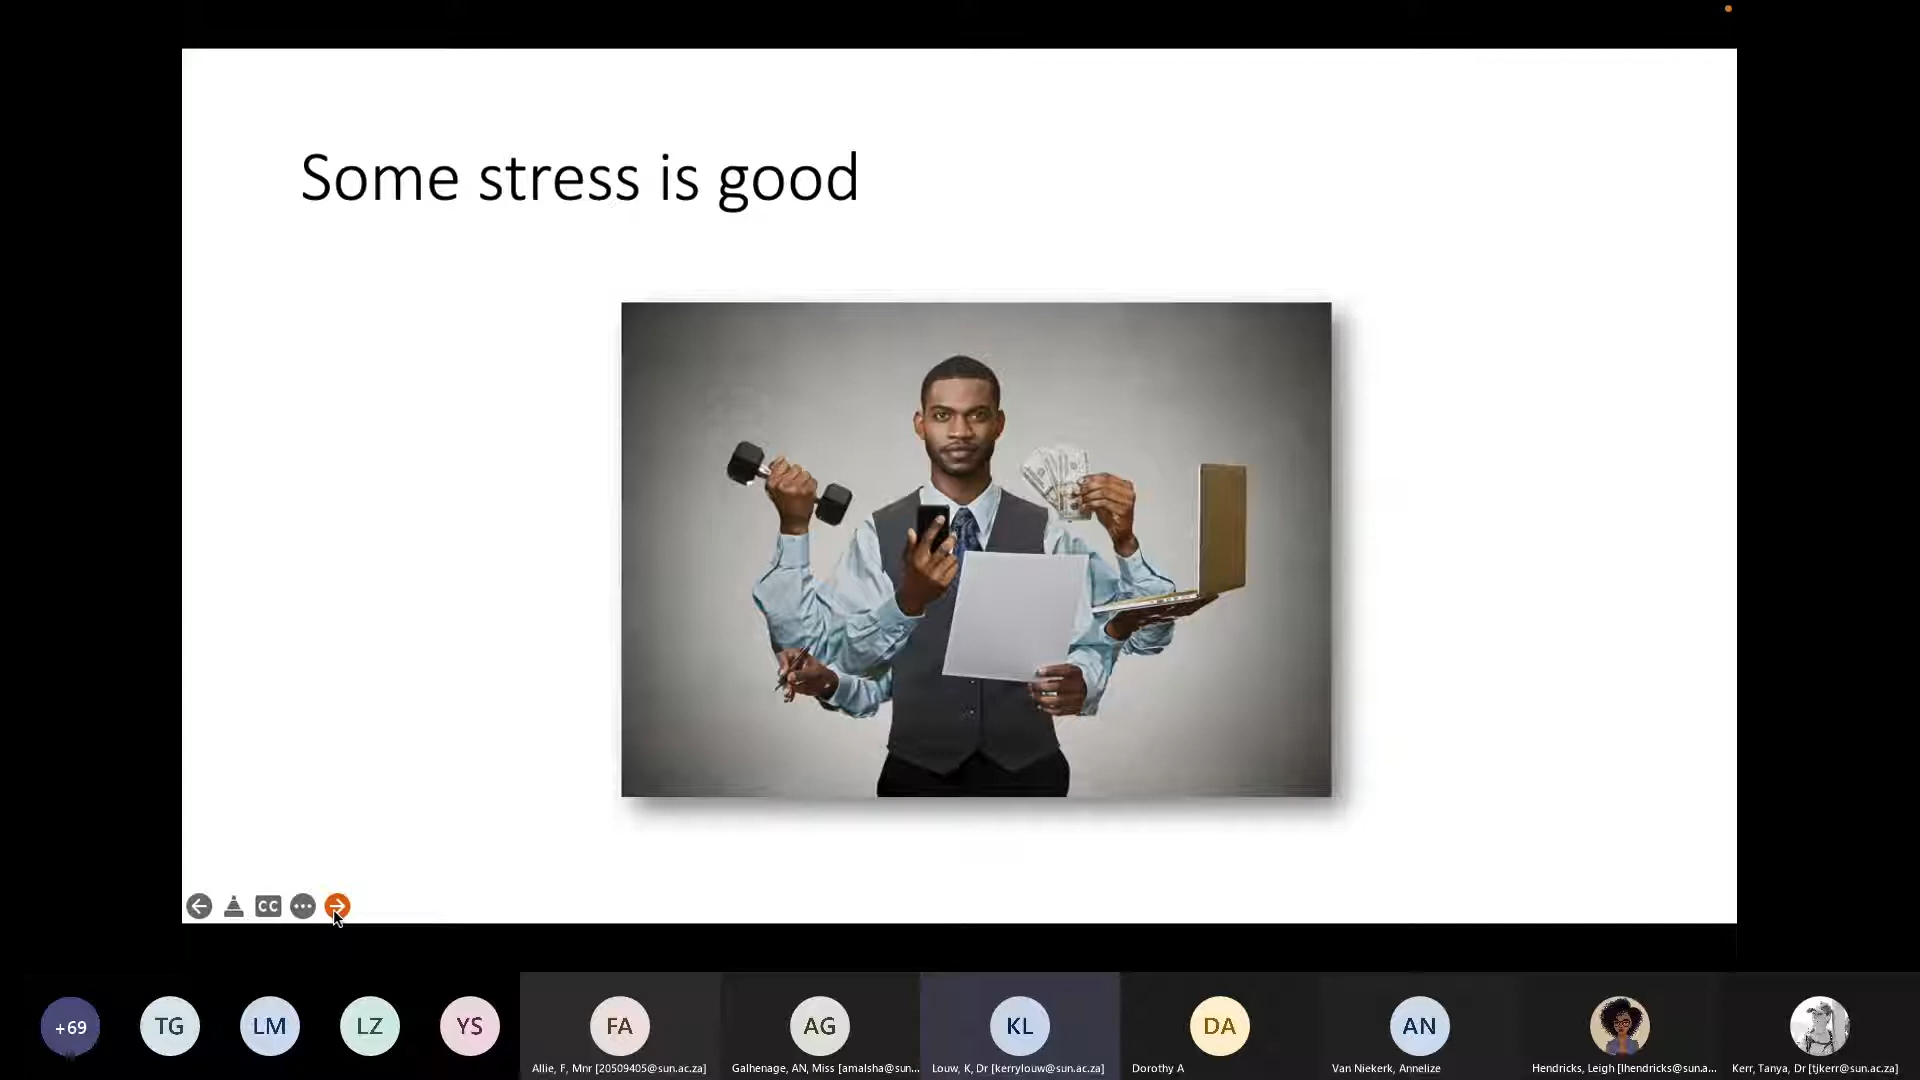 Some stress is good
CC
+69
TG
LM
LZ
YS
FA
AG
KL
DA
AN
Allie, F, Mnr [20509405@sun.ac.za]
Galhenage, AN, Miss [amalsha@sun...
Louw, K, Dr [kerrylouw@sun.ac.za]
Dorothy A
Van Niekerk, Annelize
Hendricks, Leigh [lhendricks@sun.a...
Kerr, Tanya, Dr [tjkerr@sun.ac.za]